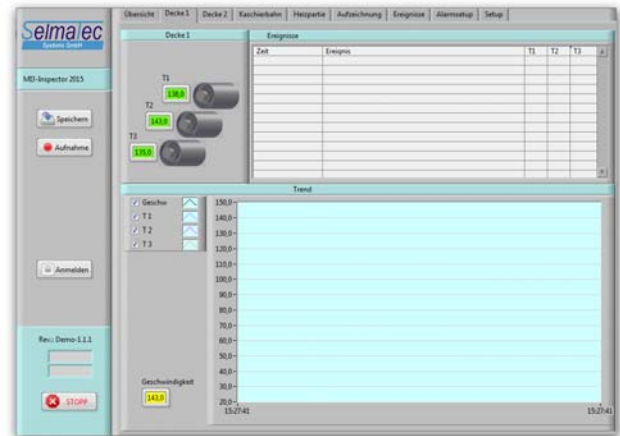 Selmatec
Systems GmbH
MEI-Inspector 2015
Speichern
Aufnahme
Anmelden
Rev.: Demo-1.1.1
STOPP
Übersicht Decke 1 Decke 2 Kaschierbahn Heizpartie Aufzeichnung Ereignisse Alarmsetup Setup
Decke 1
T1
138,0
T2
143,0
T3
135,0
Ereignisse
Zeit Ereignis T1 T2 T3
Trend
Geschw
T 1
T 2
T 3
150,0
140,0
130,0
120,0
110,0
100,0
90,0
80,0
70,0
60,0
50,0
40,0
30,0
20,0
15:27:41 15:27:41
Geschwindigkeit
143,0